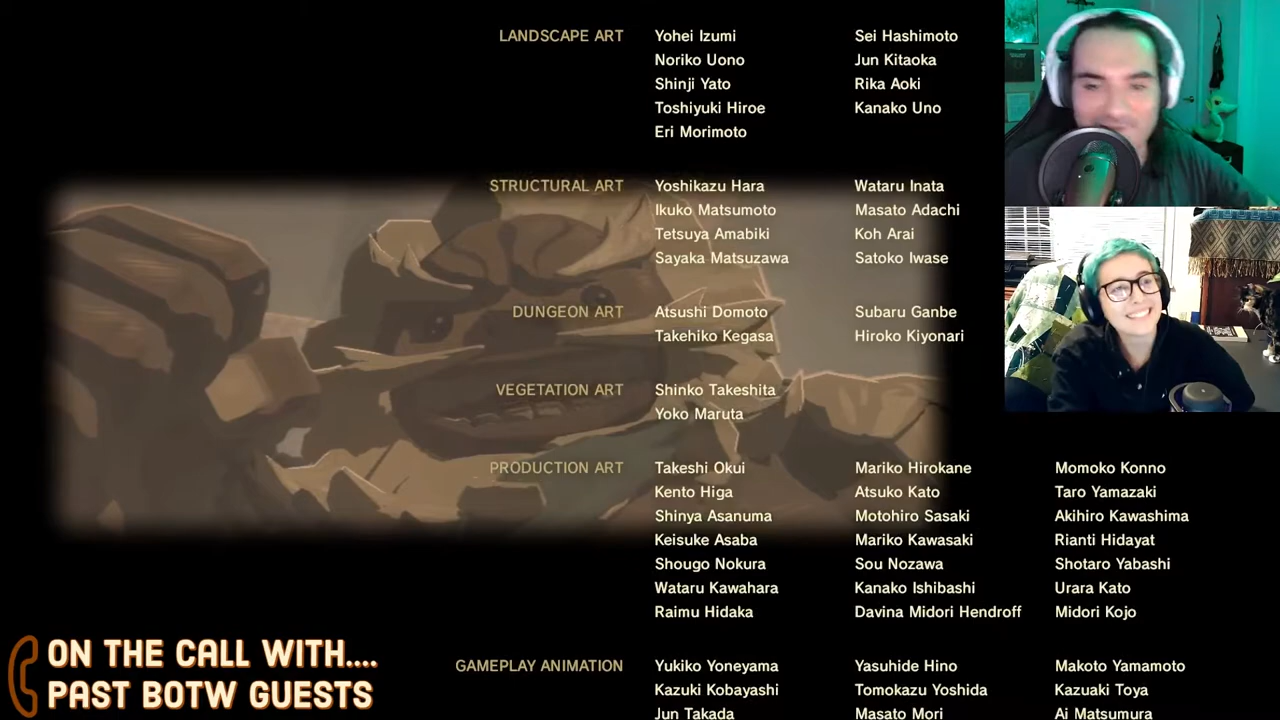 LANDSCAPE ART Yohei Izumi Sei Hashimoto
Noriko Uono Jun Kitaoka
Shinji Yato Rika Aoki
Toshiyuki Hiroe Kanako Uno
Eri Morimoto
STRUCTURAL ART Yoshikazu Hara Wataru Inata
Ikuko Matsumoto Masato Adachi
Tetsuya Amabiki Koh Arai
Sayaka Matsuzawa Satoko Iwase
DUNGEON ART Atsushi Domoto Subaru Ganbe
Takehiko Kegasa Hiroko Kiyonari
VEGETATION ART Shinko Takeshita
Yoko Maruta
PRODUCTION ART Takeshi Okui Mariko Hirokane Momoko Konno
Kento Higa Atsuko Kato Taro Yamazaki
Shinya Asanuma Motohiro Sasaki Akihiro Kawashima
Keisuke Asaba Mariko Kawasaki Rianti Hidayat
Shougo Nokura Sou Nozawa Shotaro Yabashi
Wataru Kawahara Kanako Ishibashi Urara Kato
Raimu Hidaka Davina Midori Hendroff Midori Kojo
GAMEPLAY ANIMATION Yukiko Yoneyama Yasuhide Hino Makoto Yamamoto
Kazuki Kobayashi Tomokazu Yoshida Kazuaki Toya
Jun Takada Masato Mori Ai Matsumura
ON THE CALL WITH....
PAST BOTW GUESTS